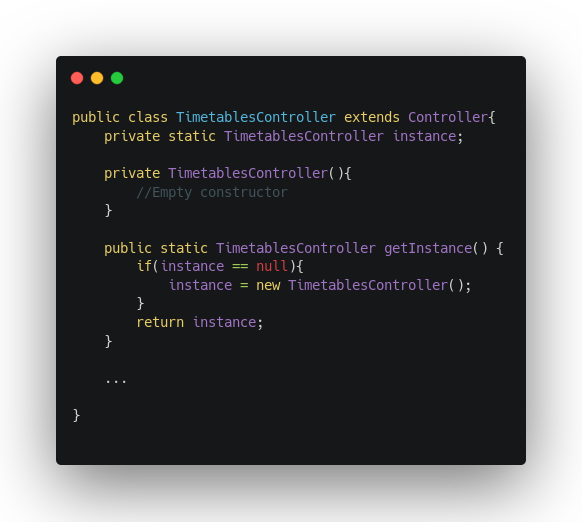 public class TimetablesController extends Controller{
    private static TimetablesController instance;

    private TimetablesController(){
        //Empty constructor
    }

    public static TimetablesController getInstance() {
        if(instance == null){
            instance = new TimetablesController();
        }
        return instance;
    }

    ...

}